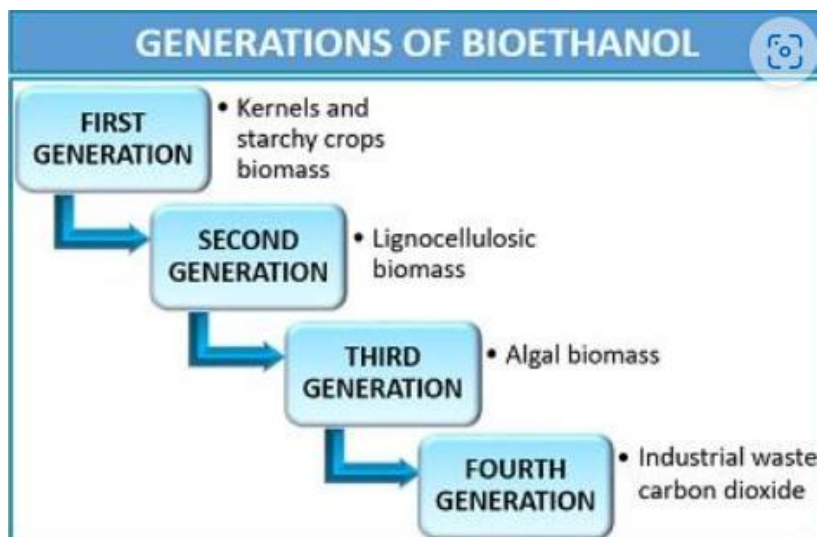 GENERATIONS OF BIOETHANOL
FIRST
GENERATION
• Kernels and
starchy crops
biomass
SECOND
GENERATION
• Lignocellulosic
biomass
THIRD
GENERATION
• Algal biomass
FOURTH
GENERATION
• Industrial waste
carbon dioxide